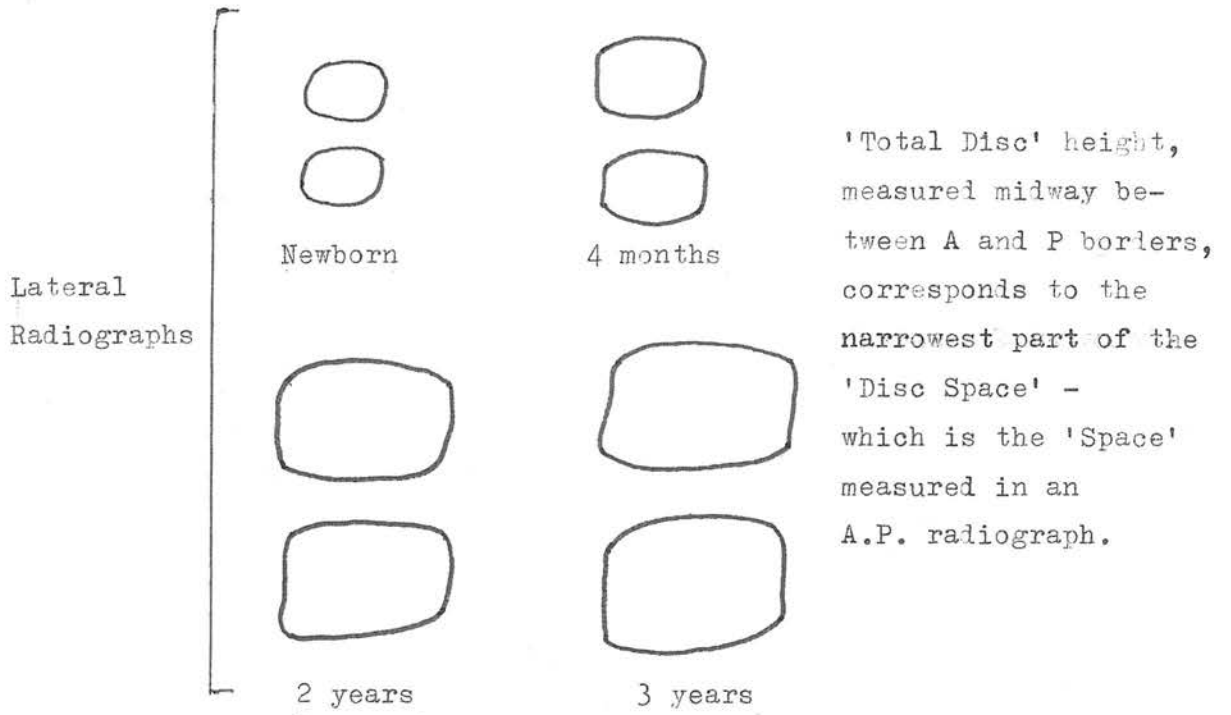 Newborn
4 months
Lateral
Radiographs
2 years
3 years
'Total Disc' height,
measured midway be-
tween A and P borders,
corresponds to the
narrowest part of the
'Disc Space' -
which is the 'Space'
measured in an
A.P. radiograph.